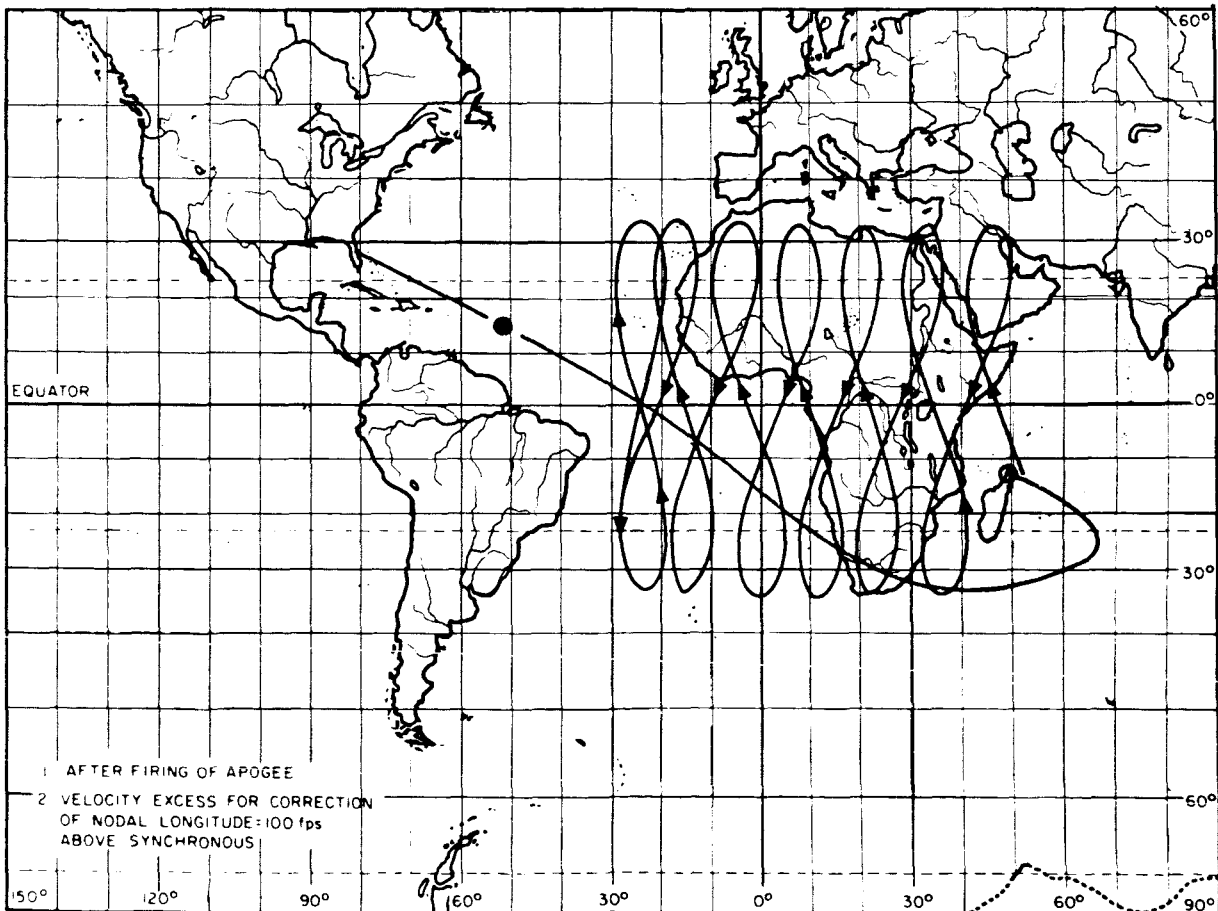 60°
30°
EQUATOR
0°
30°
1 AFTER FIRING OF APOGEE
2 VELOCITY EXCESS FOR CORRECTION
OF NODAL LONGITUDE=100 fps
ABOVE SYNCHRONOUS
60°
150° 120° 90° 60° 30° 0° 30° 60° 90°